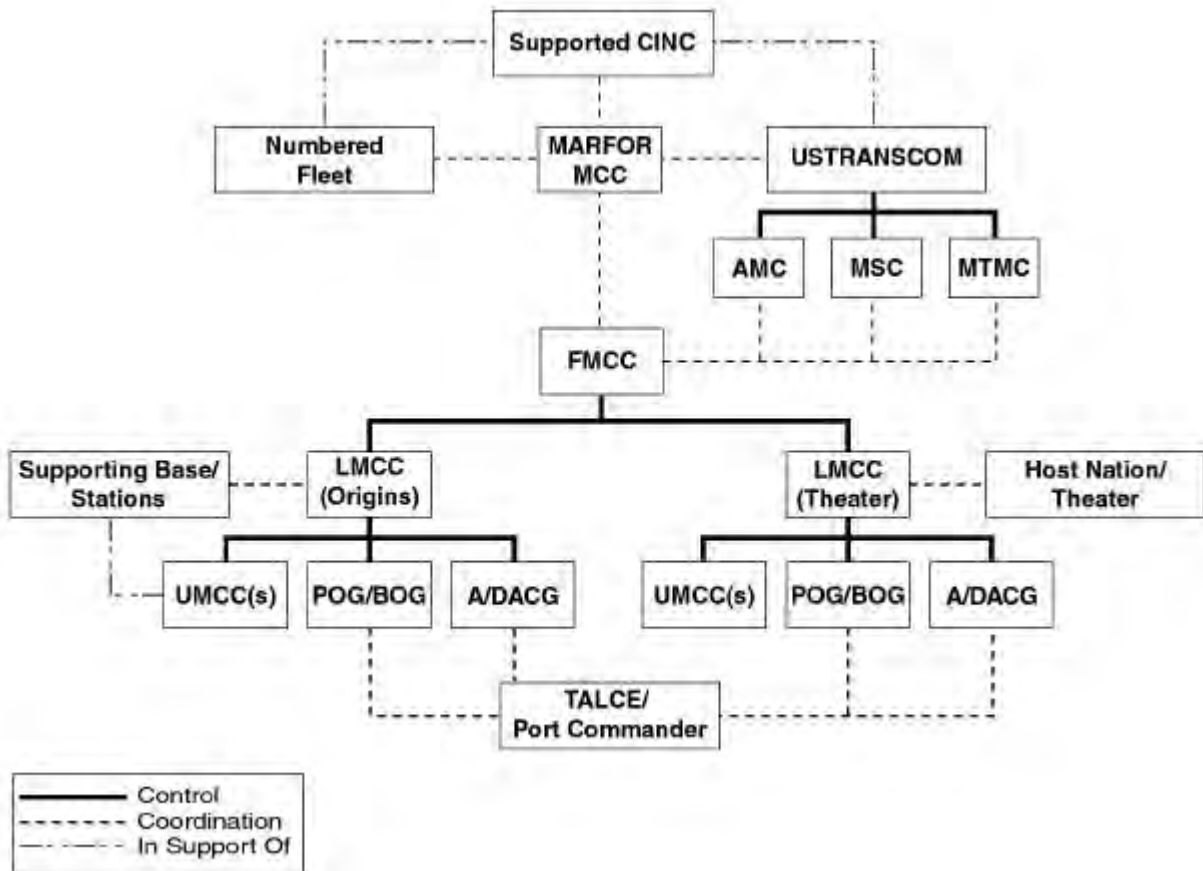 Supported CINC
Numbered
Fleet
MARFOR
MCC
USTRANSCOM
AMC
MSC
MTMC
FMCC
Supporting Base/
Stations
LMCC
(Origins)
LMCC
(Theater)
Host Nation/
Theater
UMCC(s)
POG/BOG
A/DACG
UMCC(s)
POG/BOG
A/DACG
TALCE/
Port Commander
Control
Coordination
In Support Of